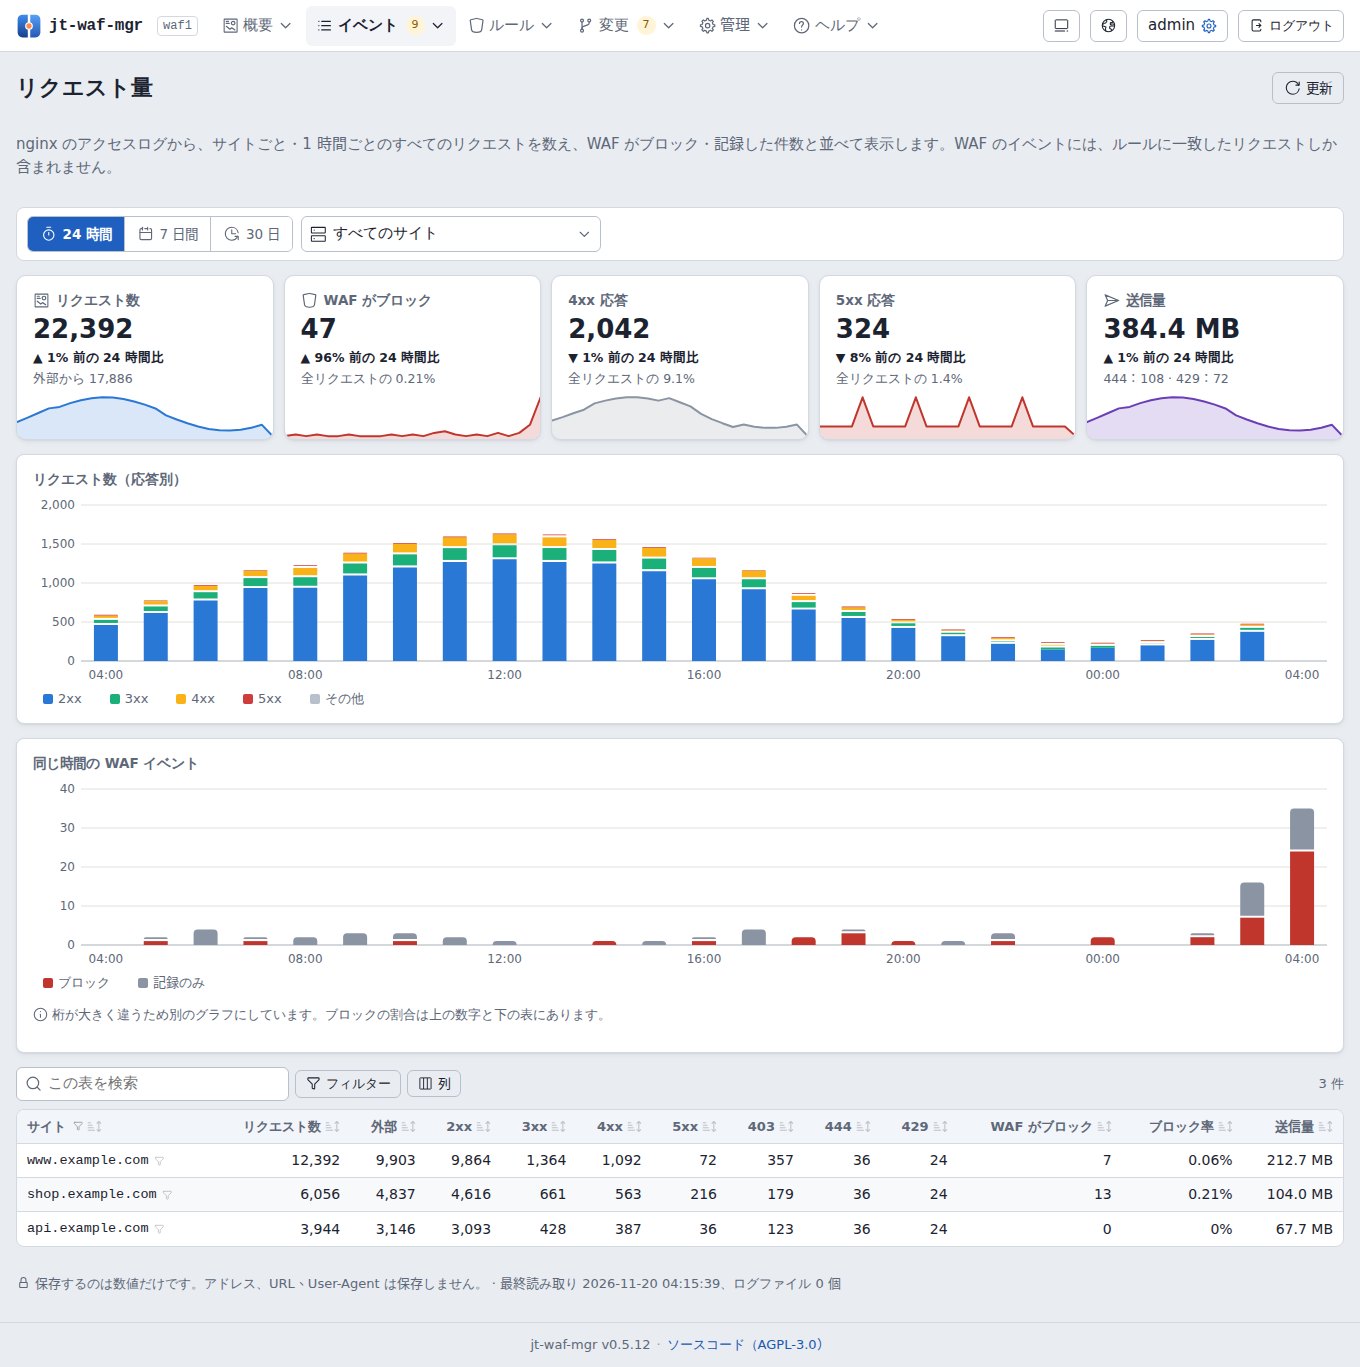 jt-waf-mgr waf1 概要 イベント 9 ルール 変更 7 管理 ヘルプ admin ログアウト
リクエスト量 更新
nginx のアクセスログから、サイトごと・1 時間ごとのすべてのリクエストを数え、WAF がブロック・記録した件数と並べて表示します。WAF のイベントには、ルールに一致したリクエストしか
含まれません。
24 時間 7 日間 30 日 すべてのサイト
リクエスト数 WAF がブロック 4xx 応答 5xx 応答 送信量
22,392 47 2,042 324 384.4 MB
▲ 1% 前の 24 時間比 ▲ 96% 前の 24 時間比 ▼ 1% 前の 24 時間比 ▼ 8% 前の 24 時間比 ▲ 1% 前の 24 時間比
外部から 17,886 全リクエストの 0.21% 全リクエストの 9.1% 全リクエストの 1.4% 444：108 · 429：72
リクエスト数（応答別）
2,000
1,500
1,000
500
0
04:00 08:00 12:00 16:00 20:00 00:00 04:00
2xx 3xx 4xx 5xx その他
同じ時間の WAF イベント
40
30
20
10
0
04:00 08:00 12:00 16:00 20:00 00:00 04:00
ブロック 記録のみ
桁が大きく違うため別のグラフにしています。ブロックの割合は上の数字と下の表にあります。
この表を検索 フィルター 列 3 件
サイト リクエスト数 外部 2xx 3xx 4xx 5xx 403 444 429 WAF がブロック ブロック率 送信量
www.example.com 12,392 9,903 9,864 1,364 1,092 72 357 36 24 7 0.06% 212.7 MB
shop.example.com 6,056 4,837 4,616 661 563 216 179 36 24 13 0.21% 104.0 MB
api.example.com 3,944 3,146 3,093 428 387 36 123 36 24 0 0% 67.7 MB
保存するのは数値だけです。アドレス、URL、User-Agent は保存しません。 · 最終読み取り 2026-11-20 04:15:39、ログファイル 0 個
jt-waf-mgr v0.5.12 · ソースコード（AGPL-3.0）